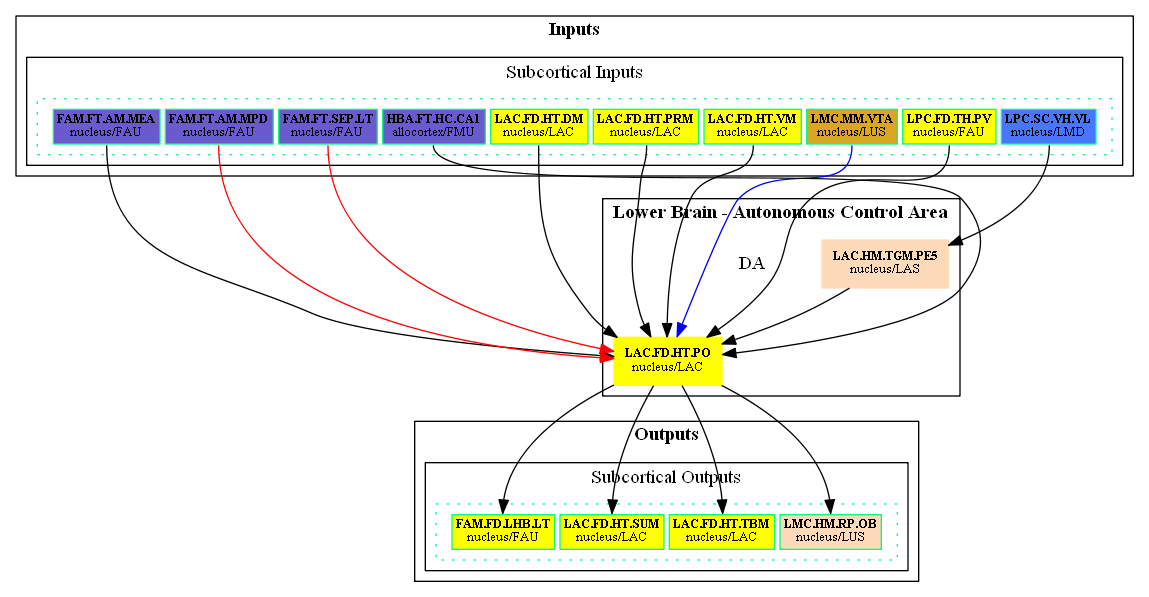 Inputs
Subcortical Inputs
FAM.FT.AM.MEA
nucleus/FAU
FAM.FT.AM.MPD
nucleus/FAU
FAM.FT.SEP.LT
nucleus/FAU
HBA.FT.HC.CA1
allocortex/FMU
LAC.FD.HT.DM
nucleus/LAC
LAC.FD.HT.PRM
nucleus/LAC
LAC.FD.HT.VM
nucleus/LAC
LMC.MM.VTA
nucleus/LUS
LPC.FD.TH.PV
nucleus/FAU
LPC.SC.VH.VL
nucleus/LMD
Lower Brain - Autonomous Control Area
DA
LAC.HM.TGM.PE5
nucleus/LAS
LAC.FD.HT.PO
nucleus/LAC
Outputs
Subcortical Outputs
FAM.FD.LHB.LT
nucleus/FAU
LAC.FD.HT.SUM
nucleus/LAC
LAC.FD.HT.TBM
nucleus/LAC
LMC.HM.RP.OB
nucleus/LUS